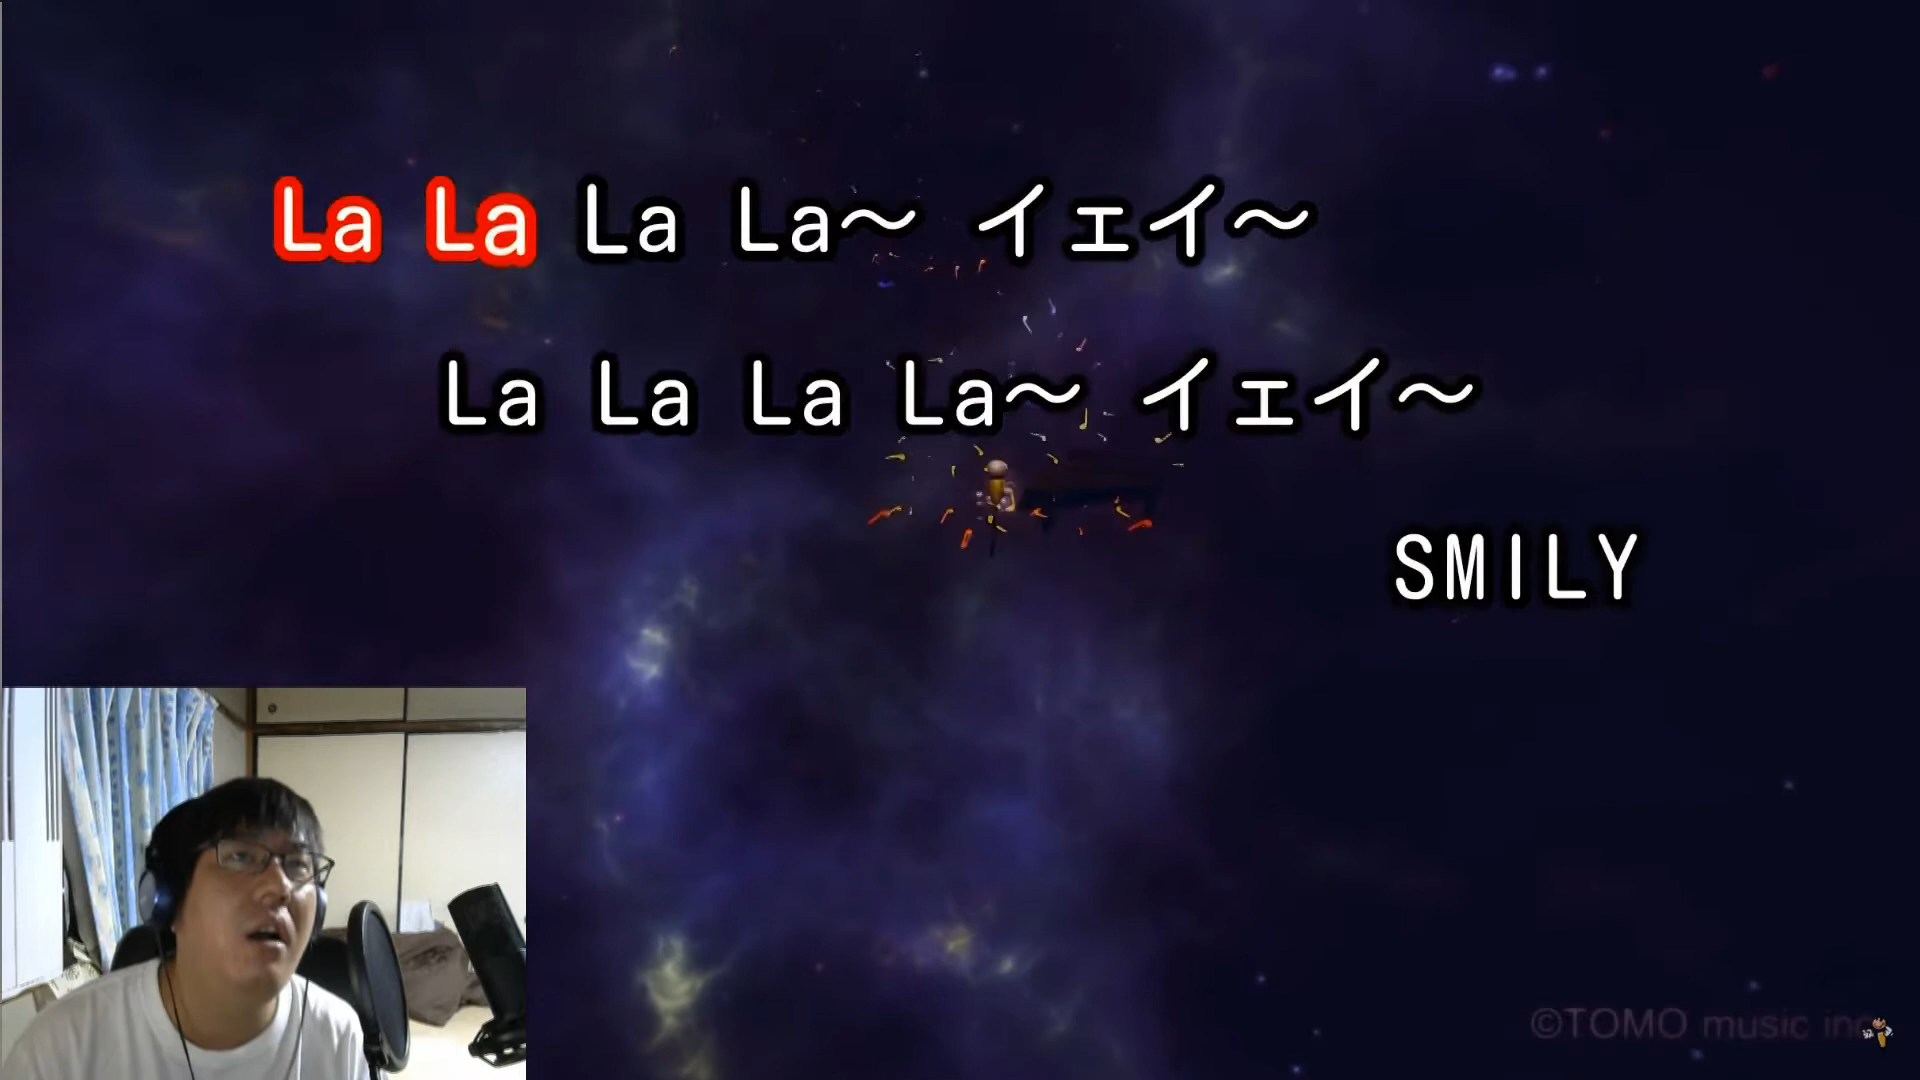 La La La La～ イェイ～
La La La La～ イェイ～
SMILY
©TOMO music inc